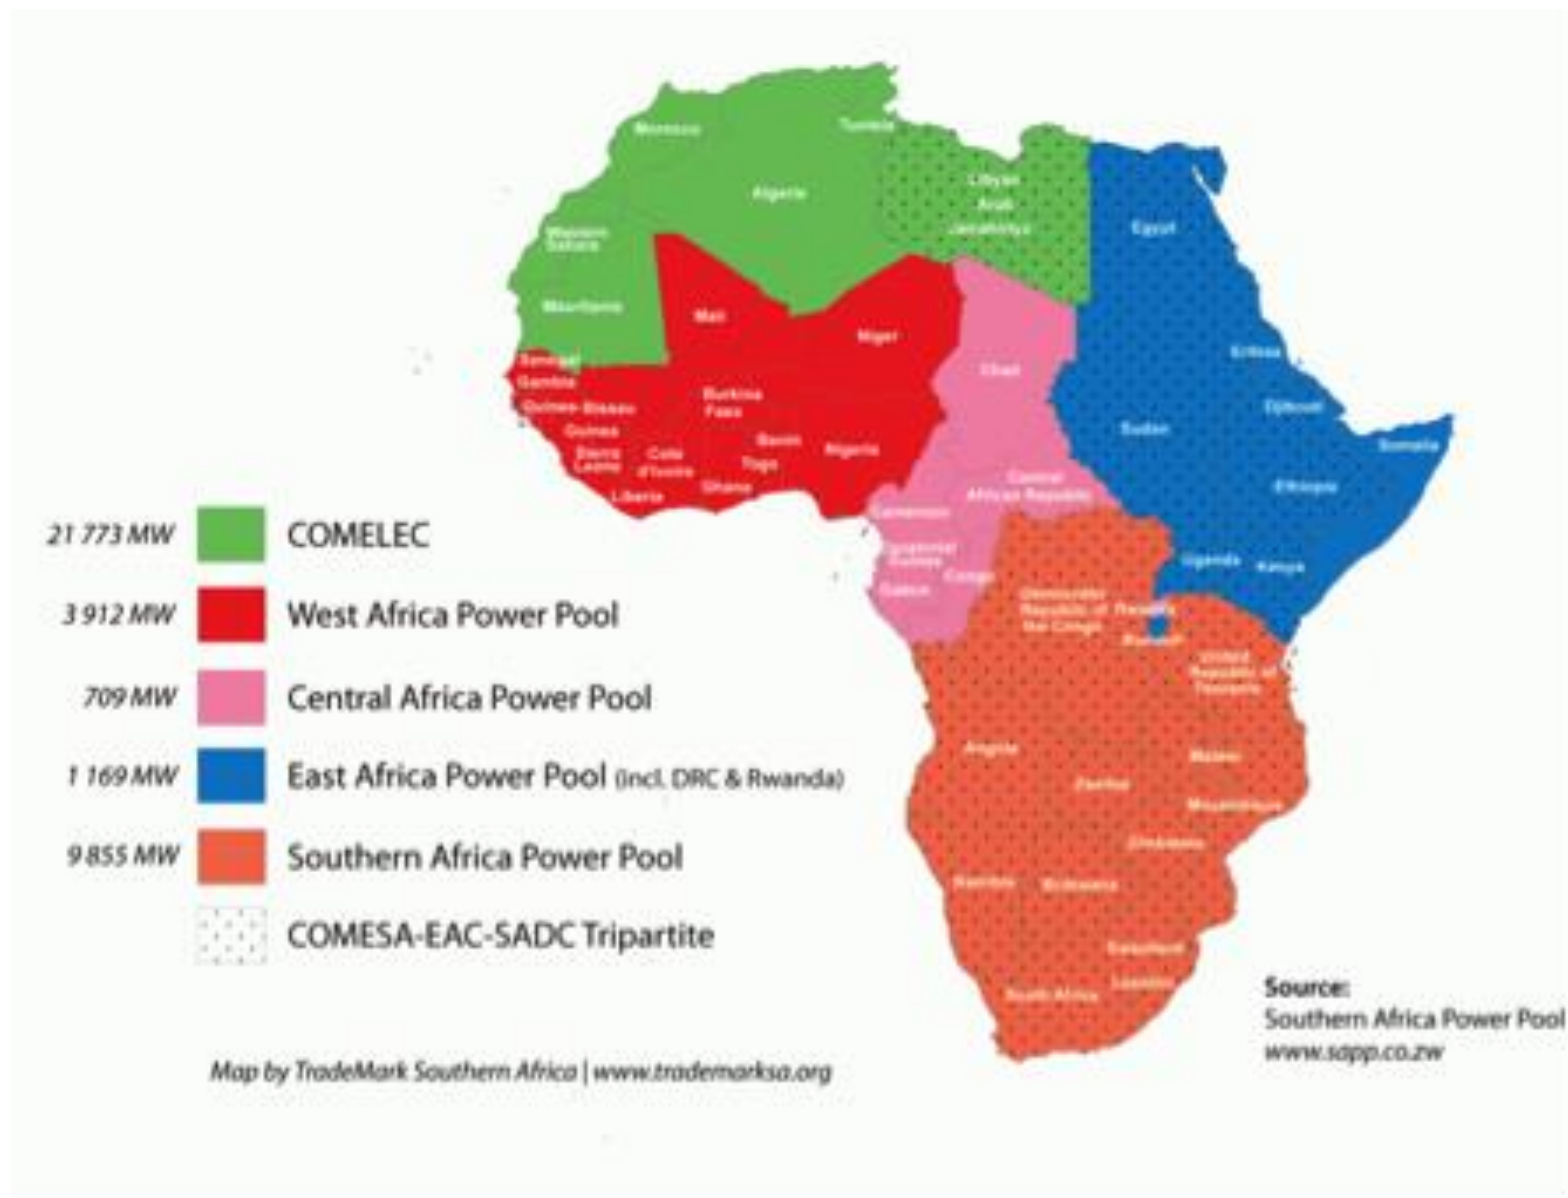 Morocco
Tunisia
Algeria
Libyan
Arab
Jamahiriya
Egypt
Western
Sahara
Mauritania
Mali
Niger
Chad
Sudan
Eritrea
Djibouti
Somalia
Ethiopia
Senegal
Gambia
Guinea-Bissau
Guinea
Sierra
Leone
Liberia
Cote
d'Ivoire
Burkina
Faso
Ghana
Togo
Benin
Nigeria
Central
African Republic
Cameroon
Equatorial
Guinea
Gabon
Congo
Uganda
Kenya
Republic of
the Congo
United
Republic of
Tanzania
Angola
Zambia
Malawi
Zimbabwe
Namibia
Botswana
Swaziland
Lesotho
South Africa
21 773 MW COMELEC
3 912 MW West Africa Power Pool
709 MW Central Africa Power Pool
1 169 MW East Africa Power Pool (incl. DRC & Rwanda)
9 855 MW Southern Africa Power Pool
COMESA-EAC-SADC Tripartite
Source:
Southern Africa Power Pool
www.sapp.co.zw
Map by TradeMark Southern Africa | www.trademarksa.org